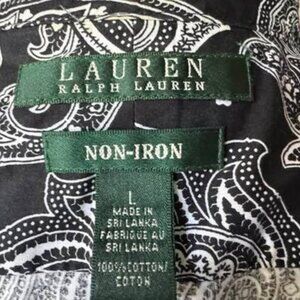 LAUREN
RALPH LAUREN
NON-IRON
L
MADE IN
SRI LANKA
FABRIQUÉ AU
SRI LANKA
100% COTTON/
COTON